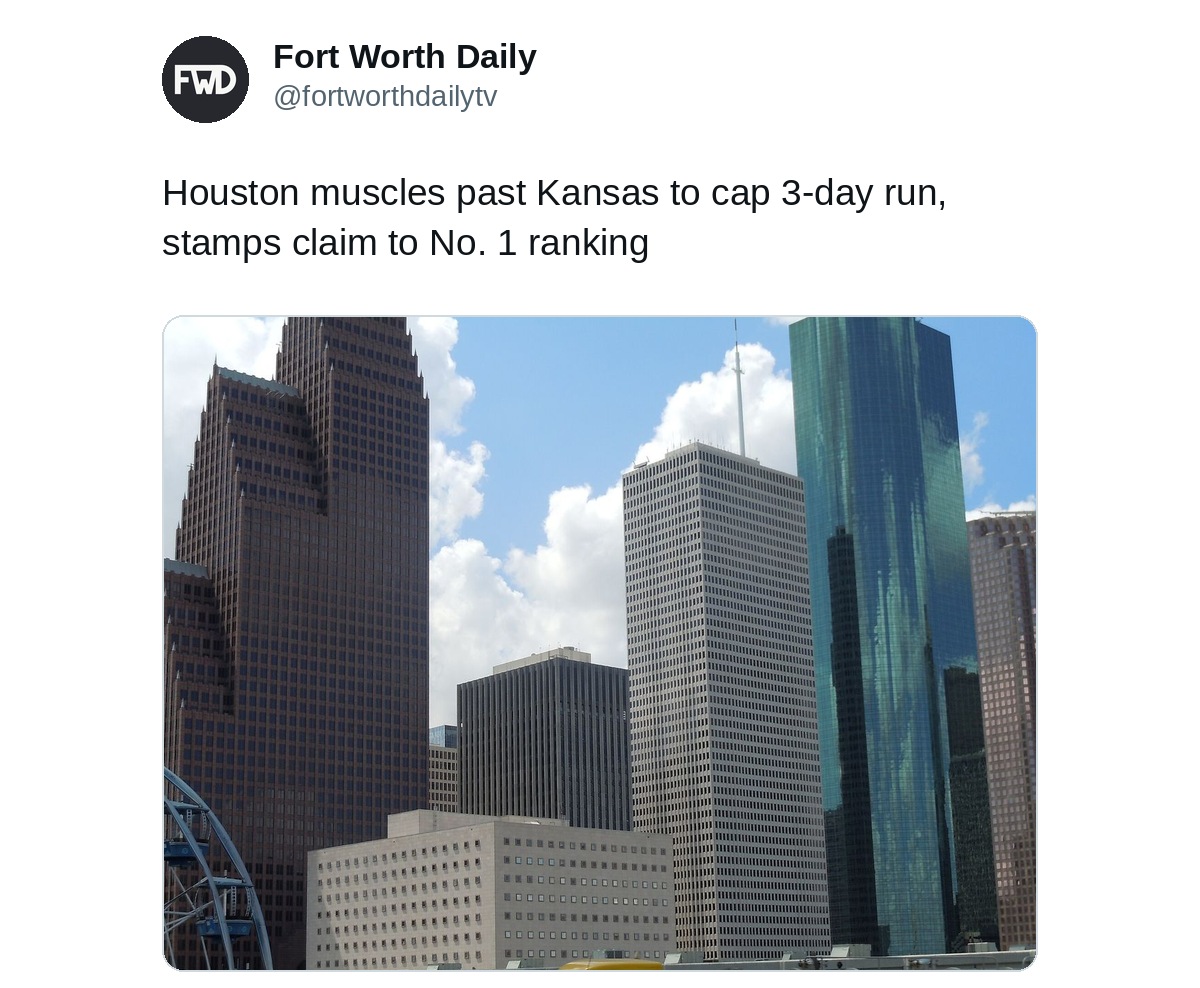 FWD
Fort Worth Daily
@fortworthdailytv
Houston muscles past Kansas to cap 3-day run,
stamps claim to No. 1 ranking